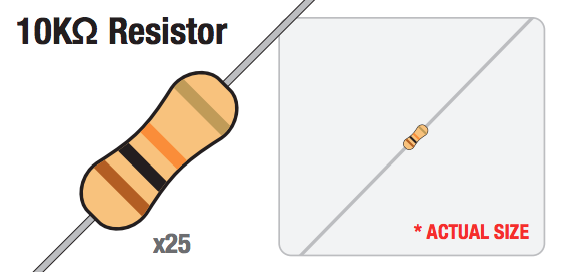 10KΩ Resistor
x25
* ACTUAL SIZE